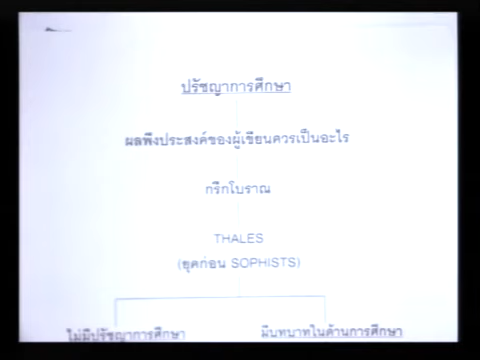 ปรัชญาการศึกษา
ผลพึงประสงค์ของผู้เขียนควรเป็นอะไร
กรีกโบราณ
THALES
(ยุคก่อน SOPHISTS)
ไม่มีปรัชญาการศึกษา
มีบทบาทในด้านการศึกษา